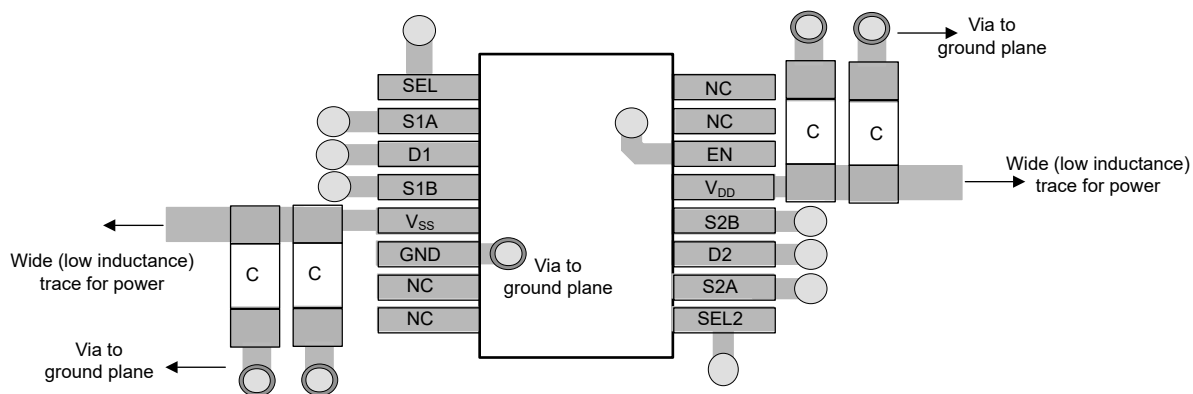 Via to
ground plane
SEL
S1A
D1
S1B
VSS
GND
NC
NC
NC
NC
EN
VDD
S2B
D2
S2A
SEL2
C
C
Wide (low inductance)
trace for power
Via to
ground plane
Wide (low inductance)
trace for power
C
C
Via to
ground plane